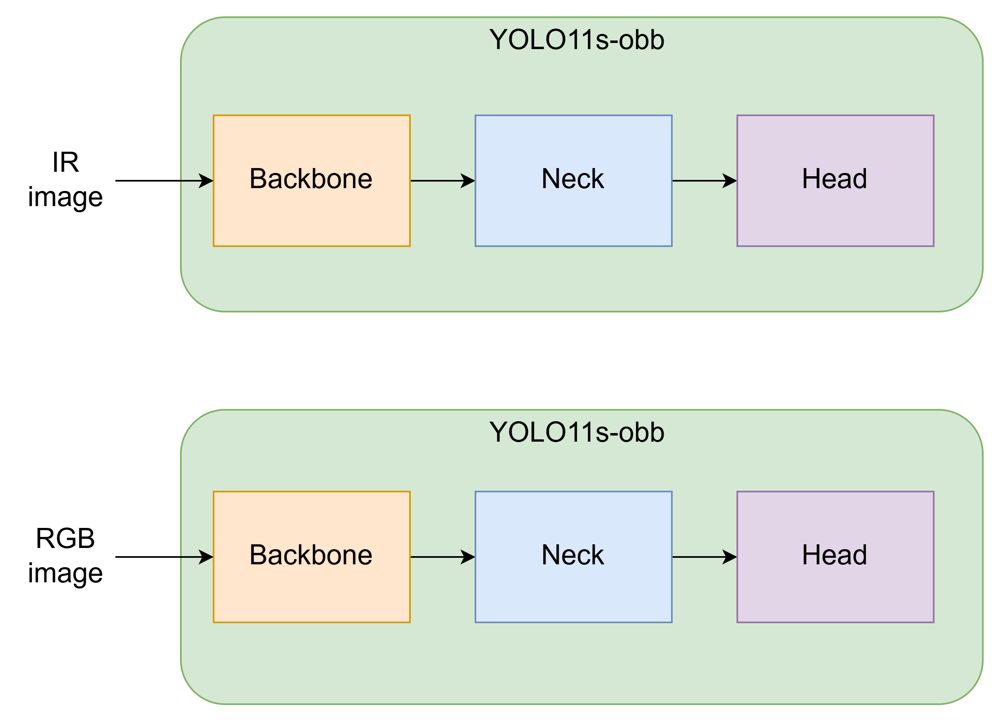 YOLO11s-obb
IR
image
Backbone
Neck
Head
YOLO11s-obb
RGB
image
Backbone
Neck
Head